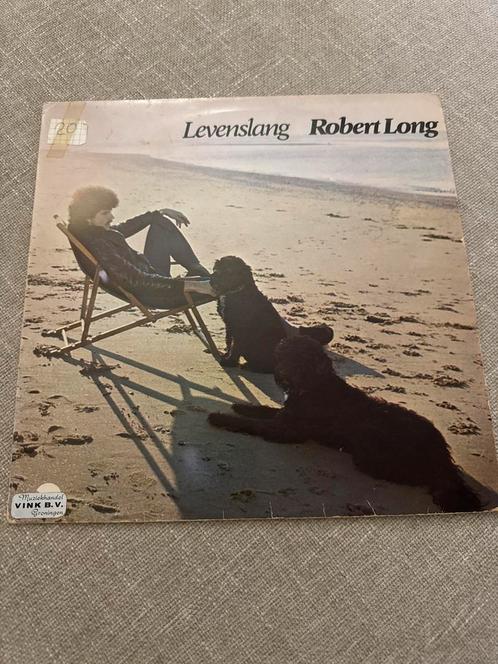 20
Levenslang Robert Long
Muziekhandel
VINK B.V.
Groningen